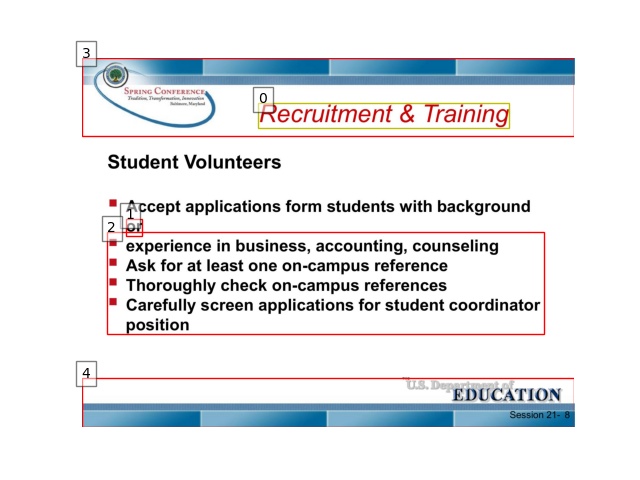 3
SPRING CONFERENCE
Tradition, Transformation, Innovation
Baltimore, Maryland
0
Recruitment & Training
Student Volunteers
Accept applications form students with background
1
or
2
experience in business, accounting, counseling
Ask for at least one on-campus reference
Thoroughly check on-campus references
Carefully screen applications for student coordinator
position
4
U.S. Department of
EDUCATION
Session 21- 8